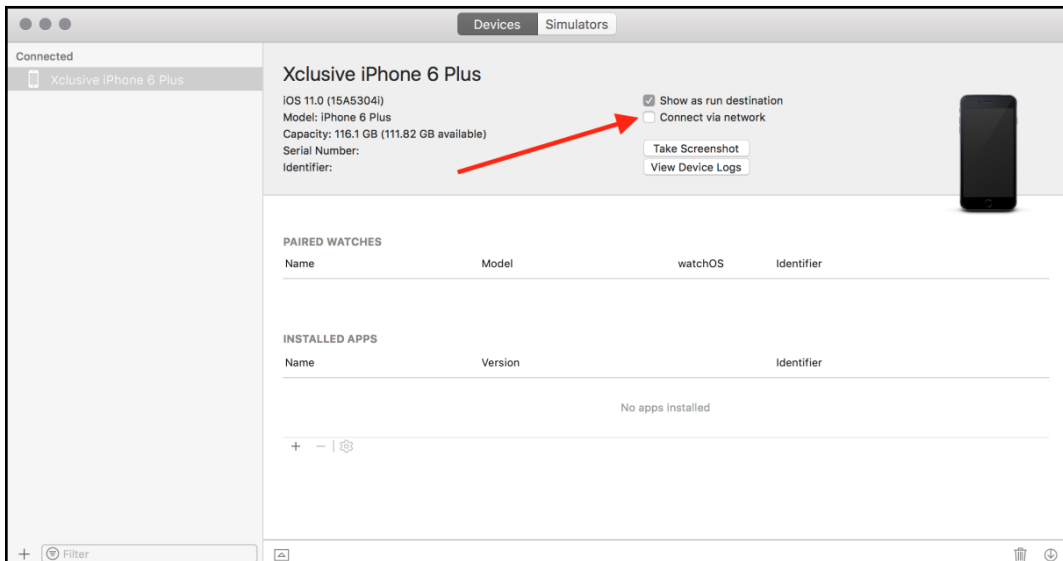 Devices Simulators
Connected
Xclusive iPhone 6 Plus
Xclusive iPhone 6 Plus
iOS 11.0 (15A5304i)
Model: iPhone 6 Plus
Capacity: 116.1 GB (111.82 GB available)
Serial Number:
Identifier:
Show as run destination
Connect via network
Take Screenshot
View Device Logs
PAIRED WATCHES
Name Model watchOS Identifier
INSTALLED APPS
Name Version Identifier
No apps installed
Filter